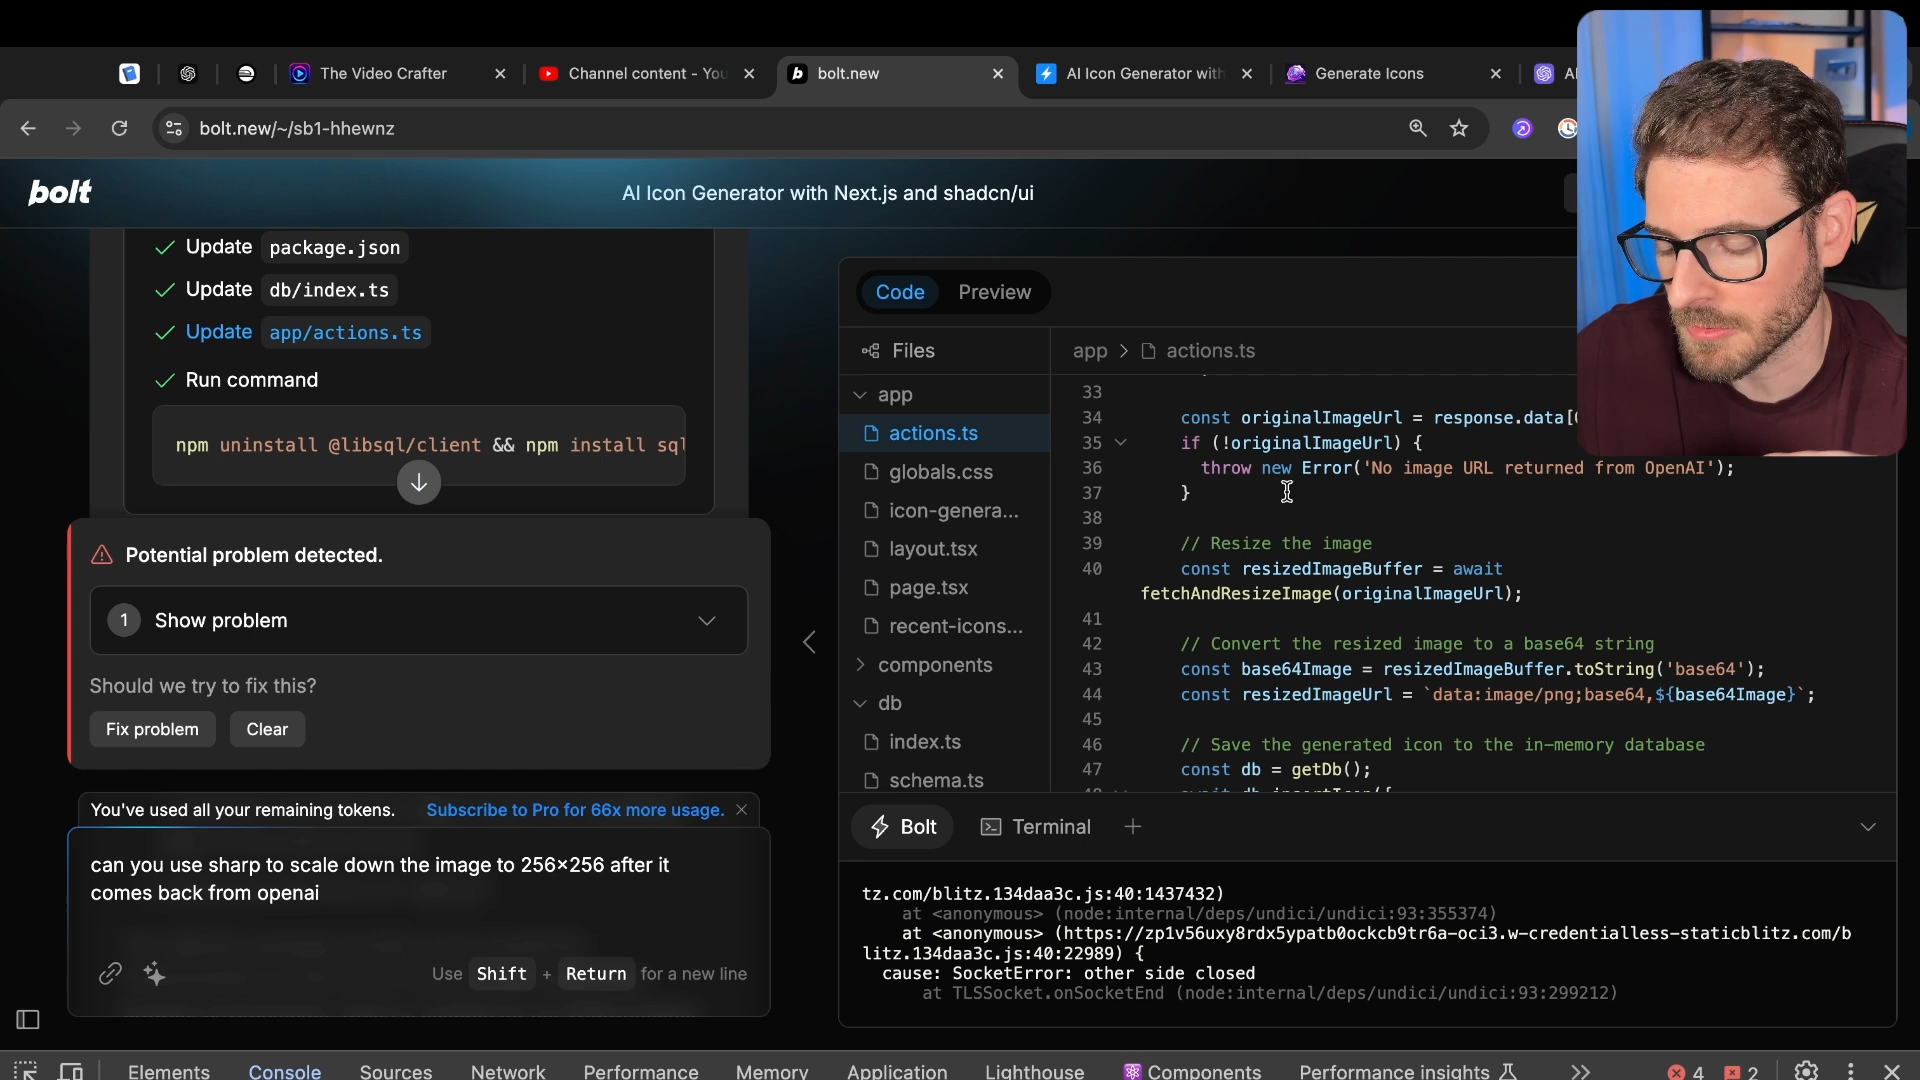 The Video Crafter
Channel content - You
bolt.new
AI Icon Generator with
Generate Icons
bolt.new/~/sb1-hhewnz
bolt
AI Icon Generator with Next.js and shadcn/ui
Update package.json
Update db/index.ts
Update app/actions.ts
Run command
npm uninstall @libsql/client && npm install sql
Potential problem detected.
1 Show problem
Should we try to fix this?
Fix problem
Clear
You've used all your remaining tokens. Subscribe to Pro for 66x more usage.
can you use sharp to scale down the image to 256×256 after it
comes back from openai
Use Shift + Return for a new line
Code
Preview
Files
app
actions.ts
globals.css
icon-genera...
layout.tsx
page.tsx
recent-icons...
components
db
index.ts
schema.ts
app > actions.ts
33
34 const originalImageUrl = response.data[
35 if (!originalImageUrl) {
36 throw new Error('No image URL returned from OpenAI');
37 }
38
39 // Resize the image
40 const resizedImageBuffer = await
fetchAndResizeImage(originalImageUrl);
41
42 // Convert the resized image to a base64 string
43 const base64Image = resizedImageBuffer.toString('base64');
44 const resizedImageUrl = `data:image/png;base64,${base64Image}`;
45
46 // Save the generated icon to the in-memory database
47 const db = getDb();
Bolt
Terminal
tz.com/blitz.134daa3c.js:40:1437432)
at <anonymous> (node:internal/deps/undici/undici:93:355374)
at <anonymous> (https://zp1v56uxy8rdx5ypatb0ockcb9tr6a-oci3.w-credentialless-staticblitz.com/b
litz.134daa3c.js:40:22989) {
cause: SocketError: other side closed
at TLSSocket.onSocketEnd (node:internal/deps/undici/undici:93:299212)
Elements
Console
Sources
Network
Performance
Memory
Application
Lighthouse
Components
Performance insights
4
2